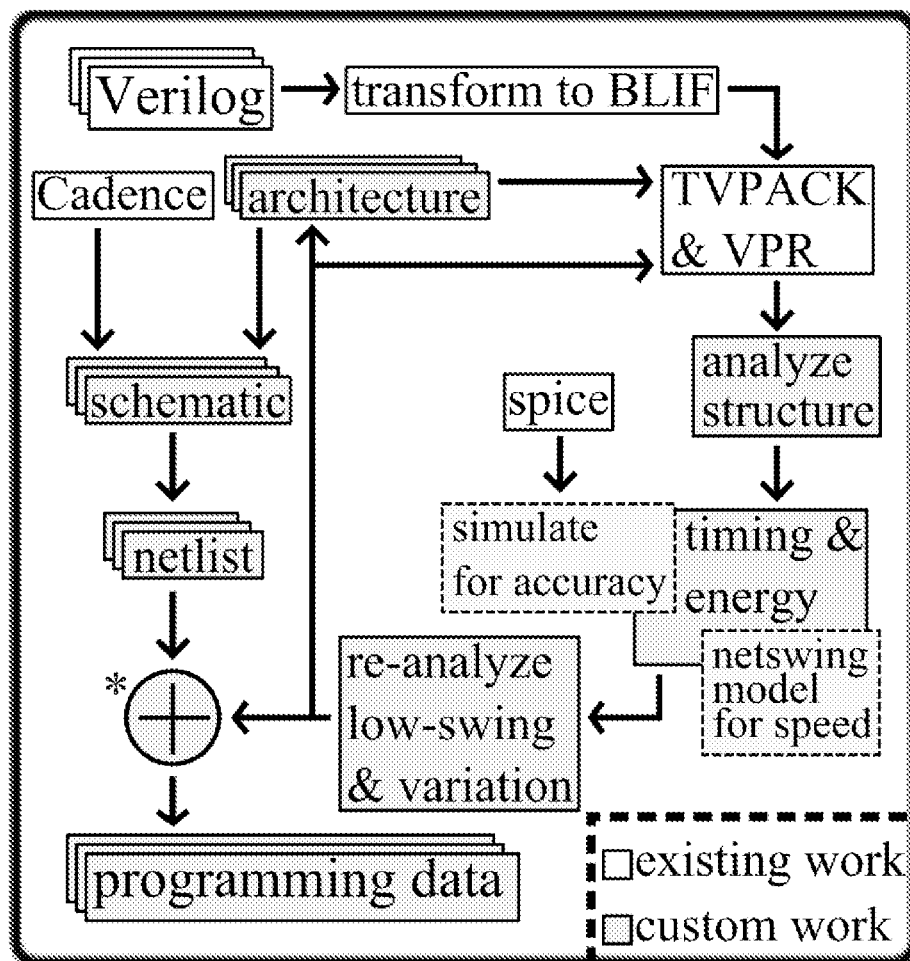 Verilog
transform to BLIF
Cadence
architecture
TVPACK
& VPR
schematic
spice
analyze
structure
netlist
simulate
for accuracy
timing &
energy
netswing
model
for speed
*
re-analyze
low-swing
& variation
programming data
existing work
custom work